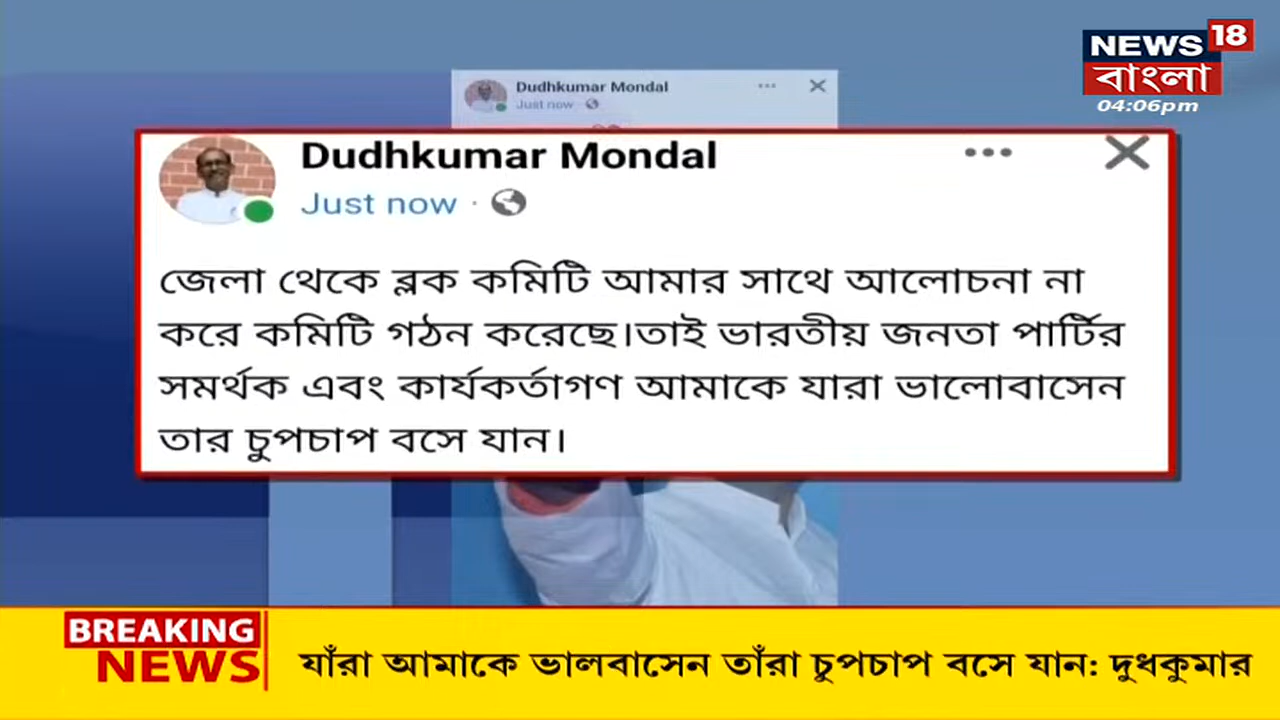 NEWS 18
বাংলা
04:06pm
Dudhkumar Mondal
Just now
Dudhkumar Mondal
Just now
জেলা থেকে ব্লক কমিটি আমার সাথে আলোচনা না
করে কমিটি গঠন করেছে।তাই ভারতীয় জনতা পার্টির
সমর্থক এবং কার্যকর্তাগণ আমাকে যারা ভালোবাসেন
তার চুপচাপ বসে যান।
BREAKING
NEWS
যাঁরা আমাকে ভালবাসেন তাঁরা চুপচাপ বসে যান: দুধকুমার